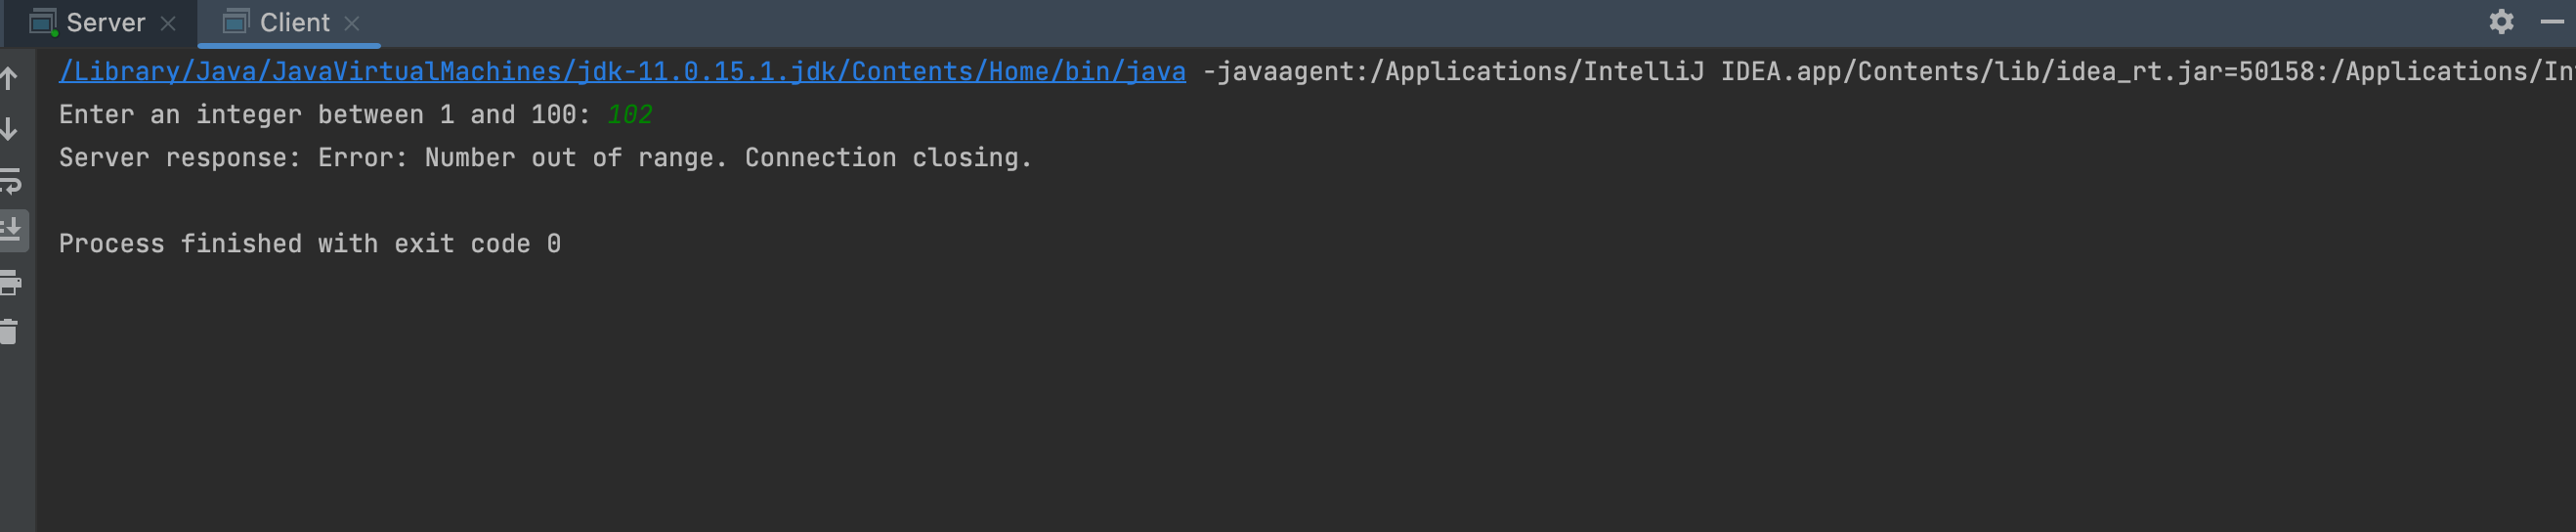 Server
Client
/Library/Java/JavaVirtualMachines/jdk-11.0.15.1.jdk/Contents/Home/bin/java -javaagent:/Applications/IntelliJ IDEA.app/Contents/lib/idea_rt.jar=50158:/Applications/In
Enter an integer between 1 and 100: 102
Server response: Error: Number out of range. Connection closing.
Process finished with exit code 0